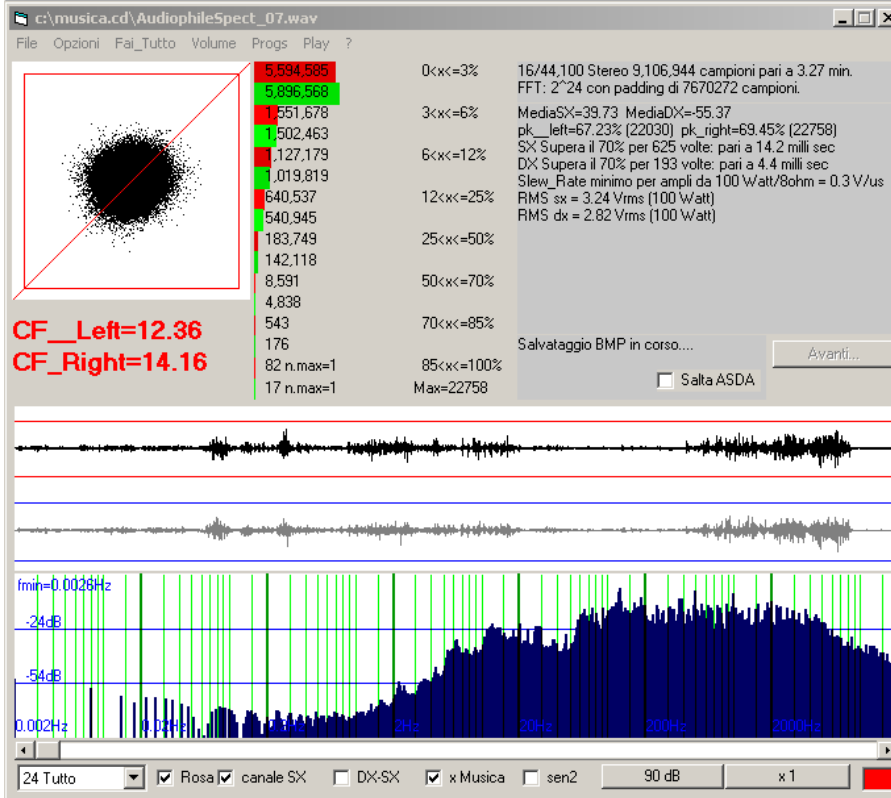 c:\musica.cd\AudiophileSpect_07.wav
File Opzioni Fai_Tutto Volume Progs Play ?
5,594,585 0<x<=3%
5,896,568
1,551,678 3<x<=6%
1,502,463
1,127,179 6<x<=12%
1,019,819
640,537 12<x<=25%
540,945
183,749 25<x<=50%
142,118
8,591 50<x<=70%
4,838
543 70<x<=85%
176
82 n.max=1 85<x<=100%
17 n.max=1 Max=22758
CF__Left=12.36
CF_Right=14.16
16/44,100 Stereo 9,106,944 campioni pari a 3.27 min.
FFT: 2^24 con padding di 7670272 campioni.
MediaSX=39.73 MediaDX=-55.37
pk__left=67.23% (22030) pk_right=69.45% (22758)
SX Supera il 70% per 625 volte: pari a 14.2 milli sec
DX Supera il 70% per 193 volte: pari a 4.4 milli sec
Slew_Rate minimo per ampli da 100 Watt/8ohm = 0.3 V/us
RMS sx = 3.24 Vrms (100 Watt)
RMS dx = 2.82 Vrms (100 Watt)
Salvataggio BMP in corso....
Avanti...
Salta ASDA
fmin=0.0026Hz
-24dB
-54dB
0.002Hz 0.02Hz 2Hz 20Hz 200Hz 2000Hz
24 Tutto Rosa canale SX DX-SX x Musica sen2 90 dB x 1